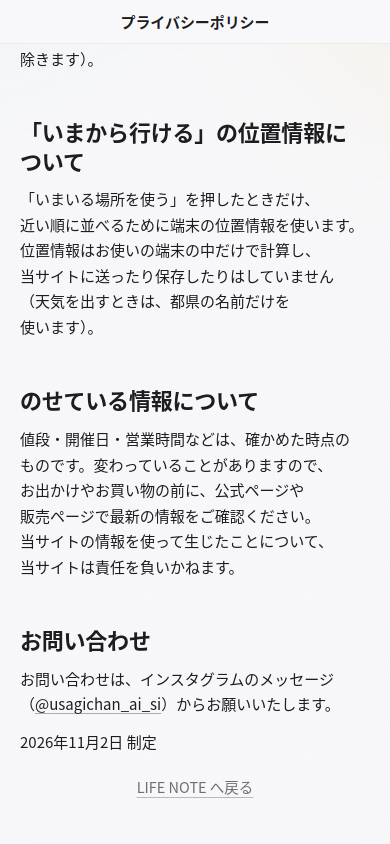 プライバシーポリシー
除きます）。
「いまから行ける」の位置情報に
ついて
「いまいる場所を使う」を押したときだけ、
近い順に並べるために端末の位置情報を使います。
位置情報はお使いの端末の中だけで計算し、
当サイトに送ったり保存したりはしていません
（天気を出すときは、都県の名前だけを
使います）。
のせている情報について
値段・開催日・営業時間などは、確かめた時点の
ものです。変わっていることがありますので、
お出かけやお買い物の前に、公式ページや
販売ページで最新の情報をご確認ください。
当サイトの情報を使って生じたことについて、
当サイトは責任を負いかねます。
お問い合わせ
お問い合わせは、インスタグラムのメッセージ
（@usagichan_ai_si）からお願いいたします。
2026年11月2日 制定
LIFE NOTE へ戻る